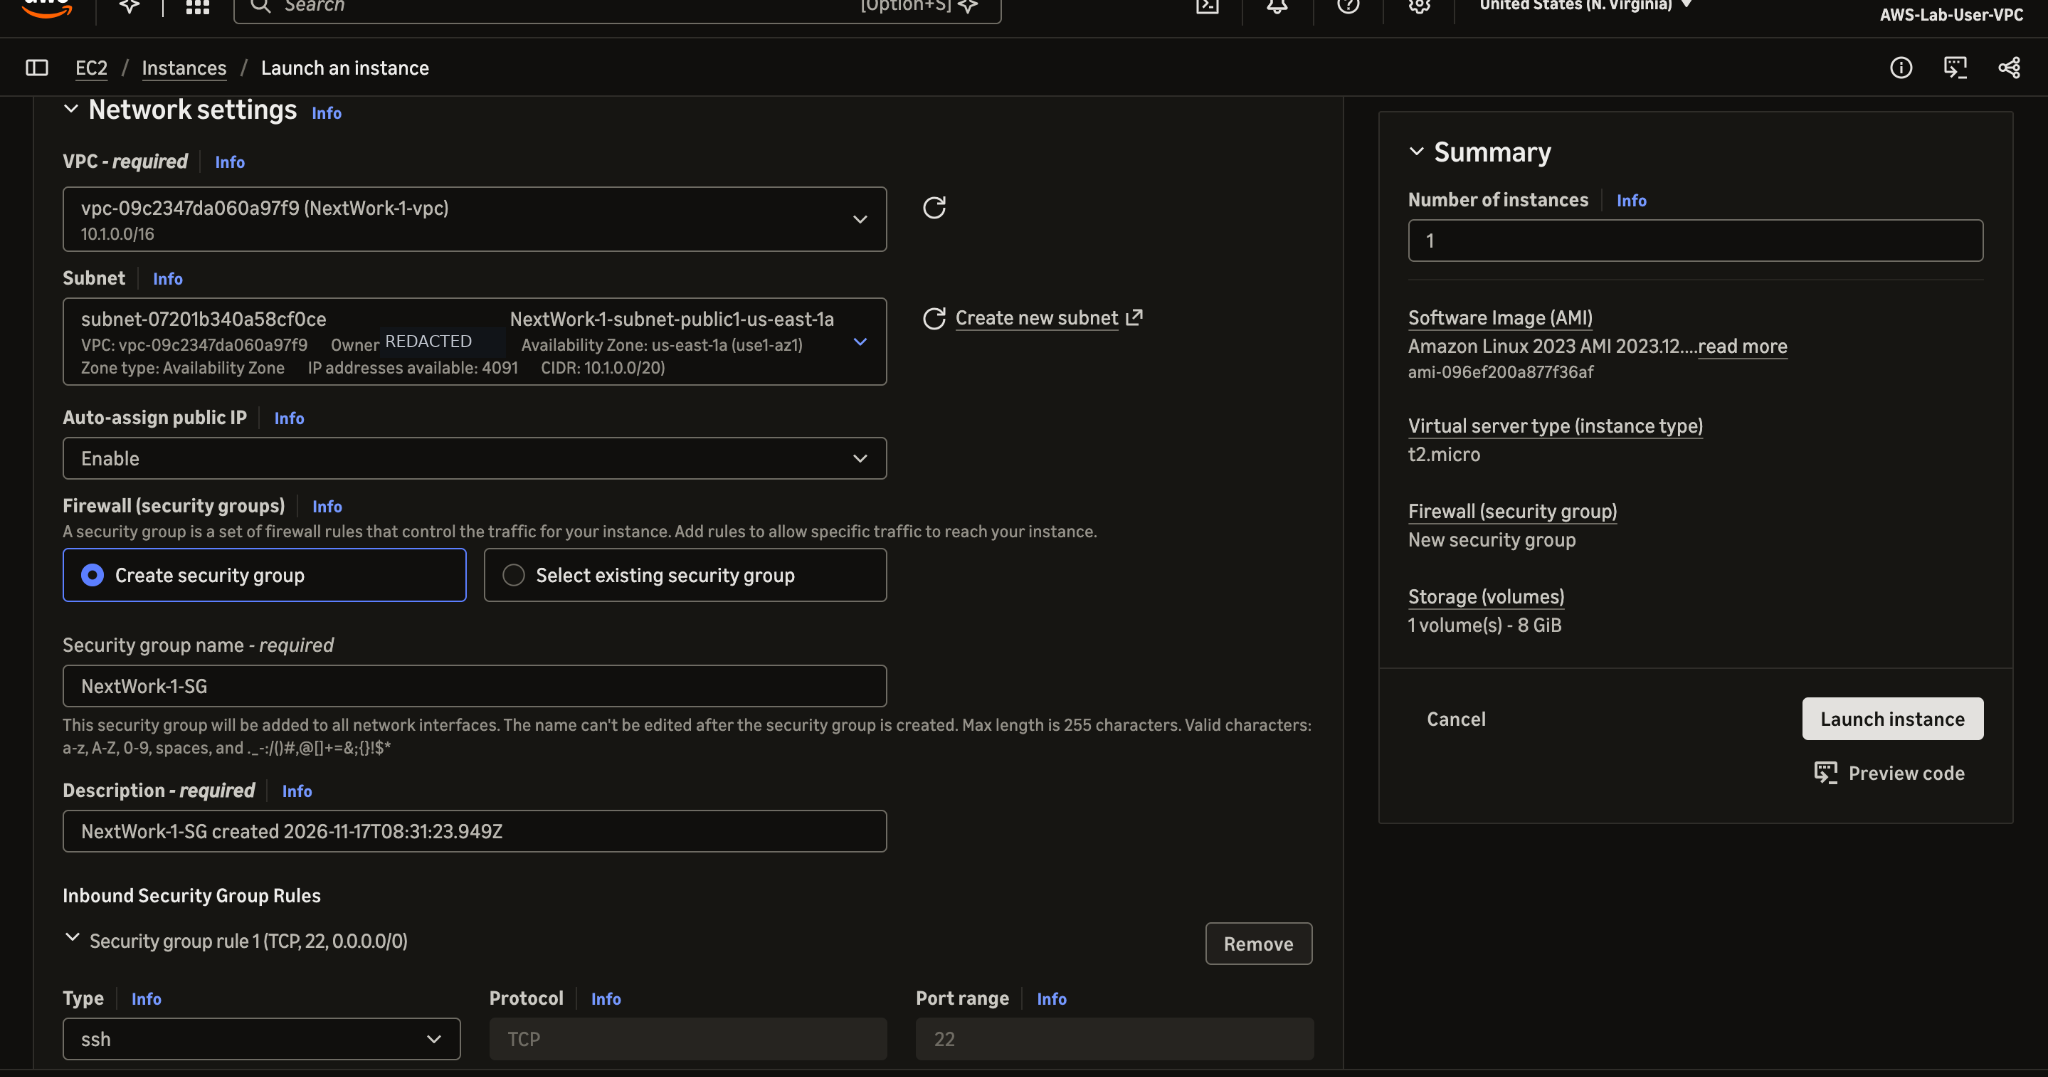 aws
Search [Option+S] United States (N. Virginia) AWS-Lab-User-VPC
EC2 / Instances / Launch an instance
Network settings Info
VPC - required Info
vpc-09c2347da060a97f9 (NextWork-1-vpc)
10.1.0.0/16
Subnet Info
subnet-07201b340a58cf0ce NextWork-1-subnet-public1-us-east-1a
VPC: vpc-09c2347da060a97f9 Owner REDACTED Availability Zone: us-east-1a (use1-az1)
Zone type: Availability Zone IP addresses available: 4091 CIDR: 10.1.0.0/20)
Create new subnet
Auto-assign public IP Info
Enable
Firewall (security groups) Info
A security group is a set of firewall rules that control the traffic for your instance. Add rules to allow specific traffic to reach your instance.
Create security group Select existing security group
Security group name - required
NextWork-1-SG
This security group will be added to all network interfaces. The name can't be edited after the security group is created. Max length is 255 characters. Valid characters:
a-z, A-Z, 0-9, spaces, and ._-:/()#,@[]+=&;{}!$*
Description - required Info
NextWork-1-SG created 2026-11-17T08:31:23.949Z
Inbound Security Group Rules
Security group rule 1 (TCP, 22, 0.0.0.0/0)
Remove
Type Info Protocol Info Port range Info
ssh TCP 22
Summary
Number of instances Info
1
Software Image (AMI)
Amazon Linux 2023 AMI 2023.12....read more
ami-096ef200a877f36af
Virtual server type (instance type)
t2.micro
Firewall (security group)
New security group
Storage (volumes)
1 volume(s) - 8 GiB
Cancel Launch instance
Preview code